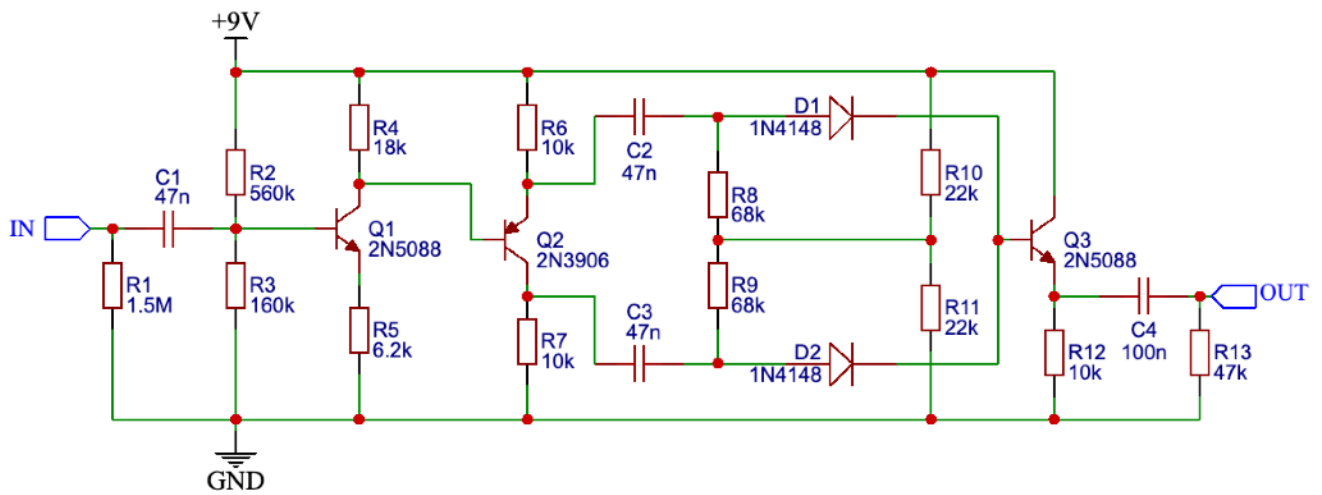 +9V
R4
18k
R6
10k
D1
1N4148
C2
47n
C1
47n
R2
560k
R8
68k
R10
22k
IN
Q1
2N5088
Q2
2N3906
Q3
2N5088
R1
1.5M
R3
160k
R5
6.2k
R7
10k
C3
47n
R9
68k
D2
1N4148
R11
22k
OUT
C4
100n
R12
10k
R13
47k
GND